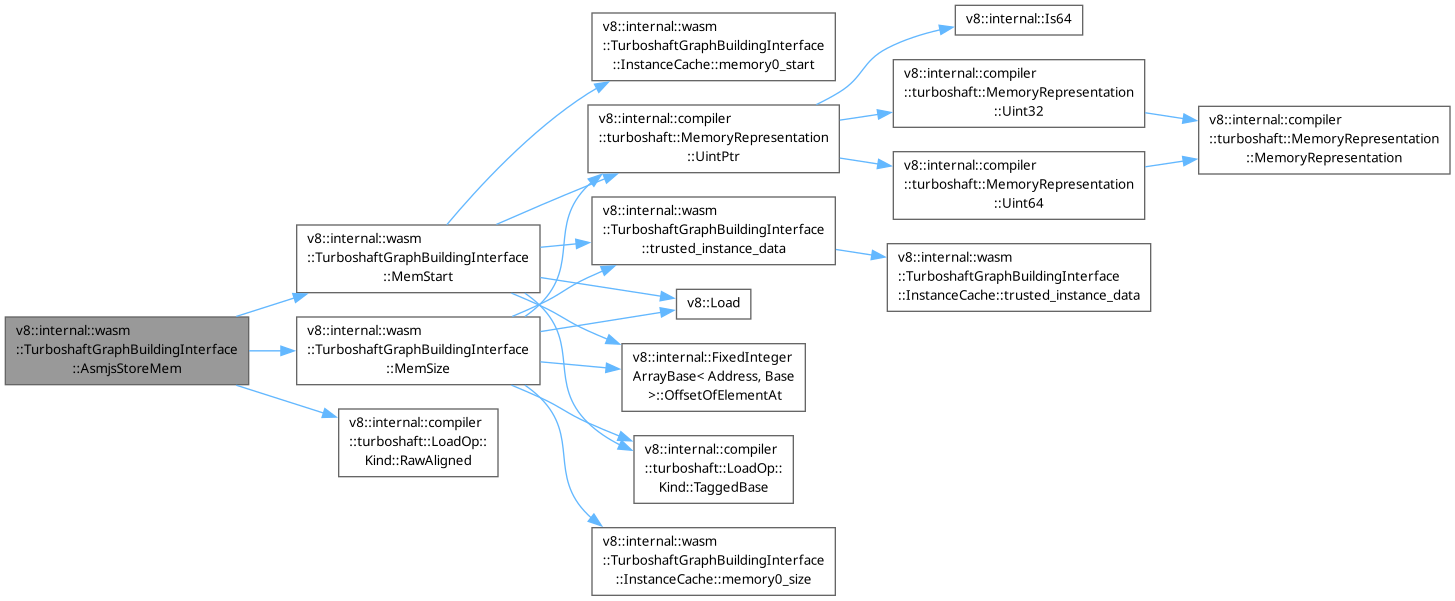 v8::internal::wasm
::TurboshaftGraphBuildingInterface
::AsmjsStoreMem
v8::internal::wasm
::TurboshaftGraphBuildingInterface
::MemStart
v8::internal::wasm
::TurboshaftGraphBuildingInterface
::MemSize
v8::internal::compiler
::turboshaft::LoadOp::
Kind::RawAligned
v8::internal::wasm
::TurboshaftGraphBuildingInterface
::InstanceCache::memory0_start
v8::internal::compiler
::turboshaft::MemoryRepresentation
::UintPtr
v8::internal::wasm
::TurboshaftGraphBuildingInterface
::trusted_instance_data
v8::Load
v8::internal::FixedInteger
ArrayBase< Address, Base
>::OffsetOfElementAt
v8::internal::compiler
::turboshaft::LoadOp::
Kind::TaggedBase
v8::internal::wasm
::TurboshaftGraphBuildingInterface
::InstanceCache::memory0_size
v8::internal::Is64
v8::internal::compiler
::turboshaft::MemoryRepresentation
::Uint32
v8::internal::compiler
::turboshaft::MemoryRepresentation
::Uint64
v8::internal::wasm
::TurboshaftGraphBuildingInterface
::InstanceCache::trusted_instance_data
v8::internal::compiler
::turboshaft::MemoryRepresentation
::MemoryRepresentation